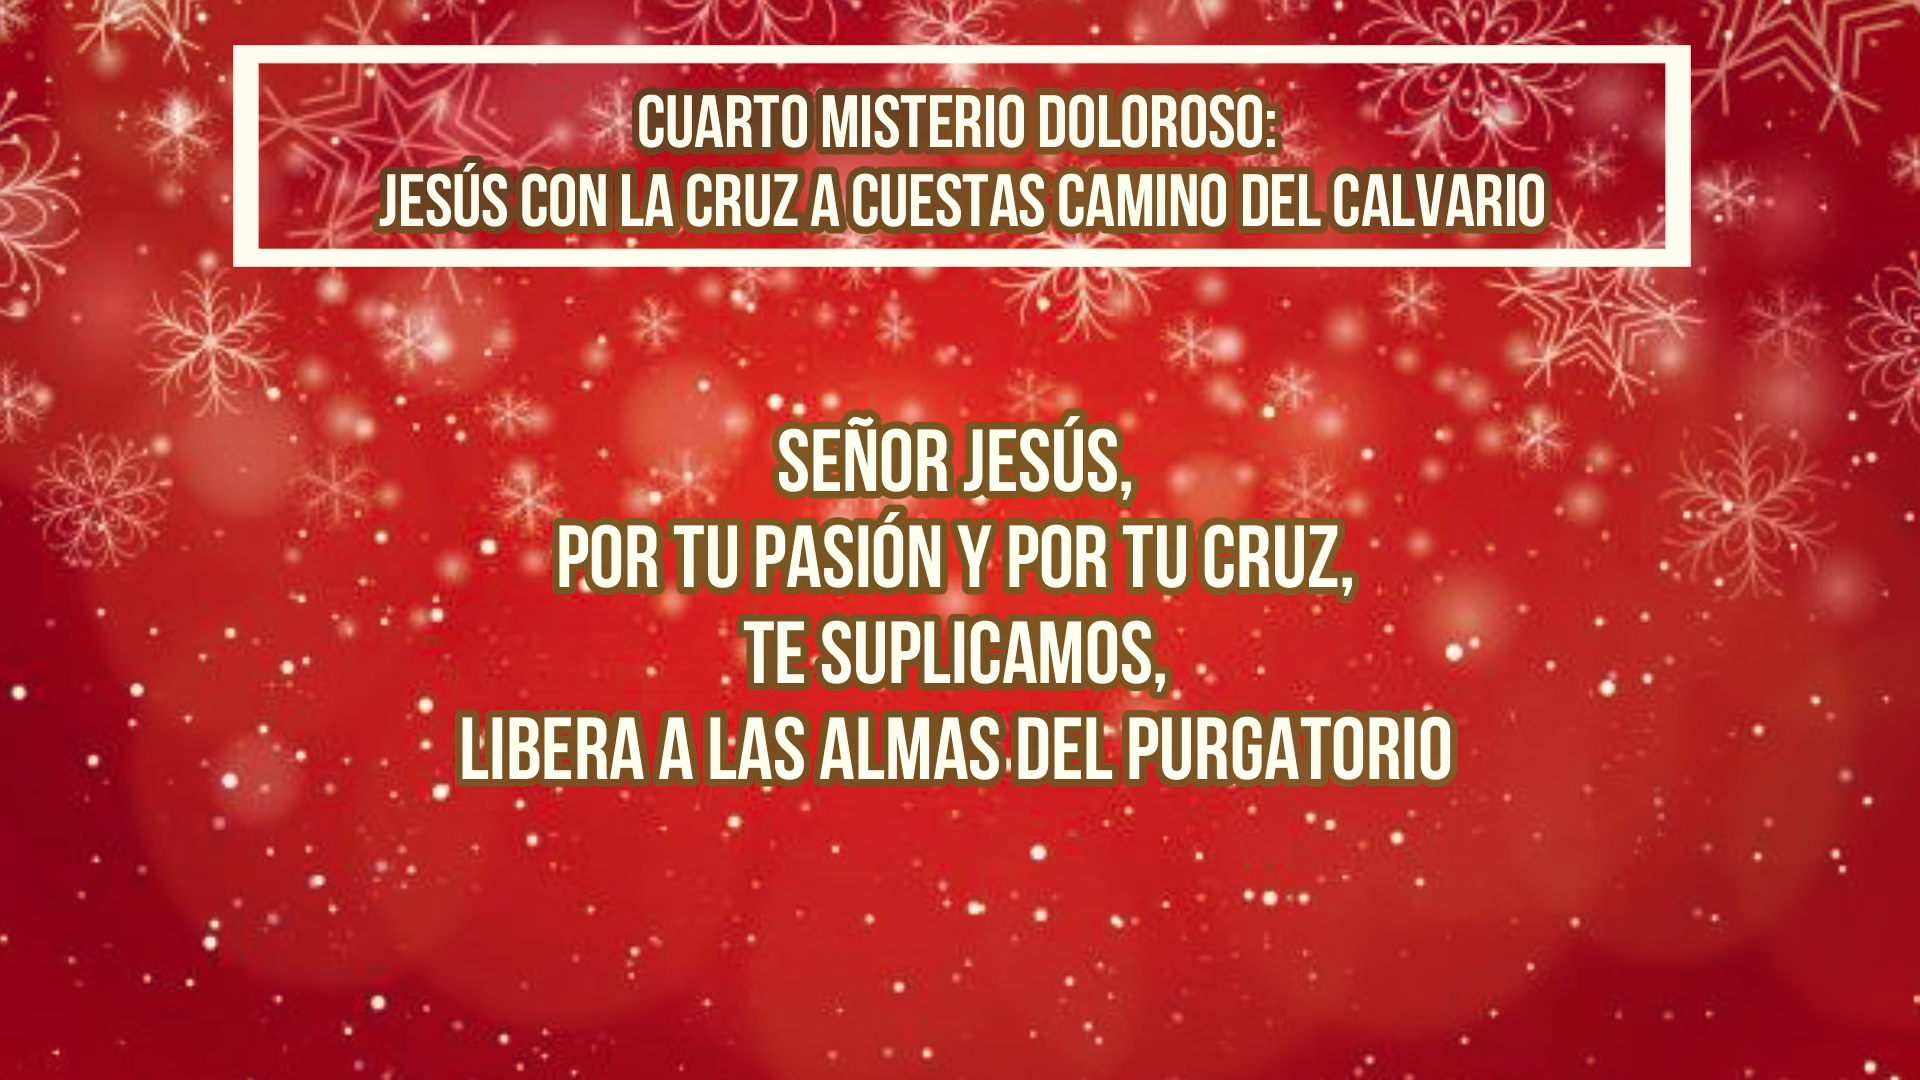 CUARTO MISTERIO DOLOROSO:
JESÚS CON LA CRUZ A CUESTAS CAMINO DEL CALVARIO
SEÑOR JESÚS,
POR TU PASIÓN Y POR TU CRUZ,
TE SUPLICAMOS,
LIBERA A LAS ALMAS DEL PURGATORIO